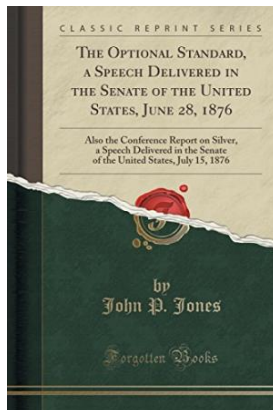 CLASSIC REPRINT SERIES
THE OPTIONAL STANDARD,
A SPEECH DELIVERED IN
THE SENATE OF THE UNITED
STATES, JUNE 28, 1876
Also the Conference Report on Silver,
a Speech Delivered in the Senate
of the United States, July 15, 1876
F
by
John P. Jones
Forgotten Books